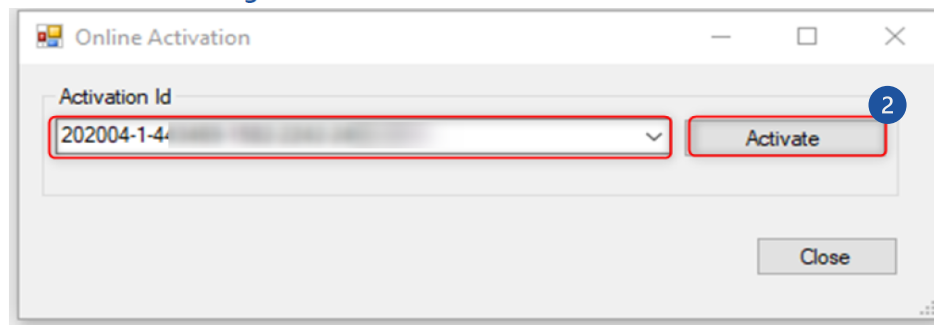 Online Activation
Activation Id
2
202004-1-4
Activate
Close